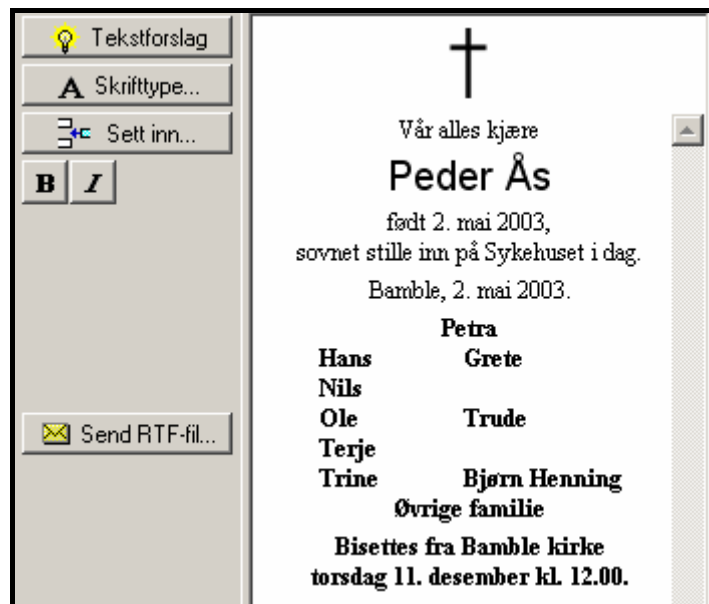 Tekstforslag
Skrifttype...
Sett inn...
B I
Send RTF-fil...
Vår alles kjære
Peder Ås
født 2. mai 2003,
sovnet stille inn på Sykehuset i dag.
Bamble, 2. mai 2003.
Petra
Hans Grete
Nils
Ole Trude
Terje
Trine Bjørn Henning
Øvrige familie
Bisettes fra Bamble kirke
torsdag 11. desember kl. 12.00.